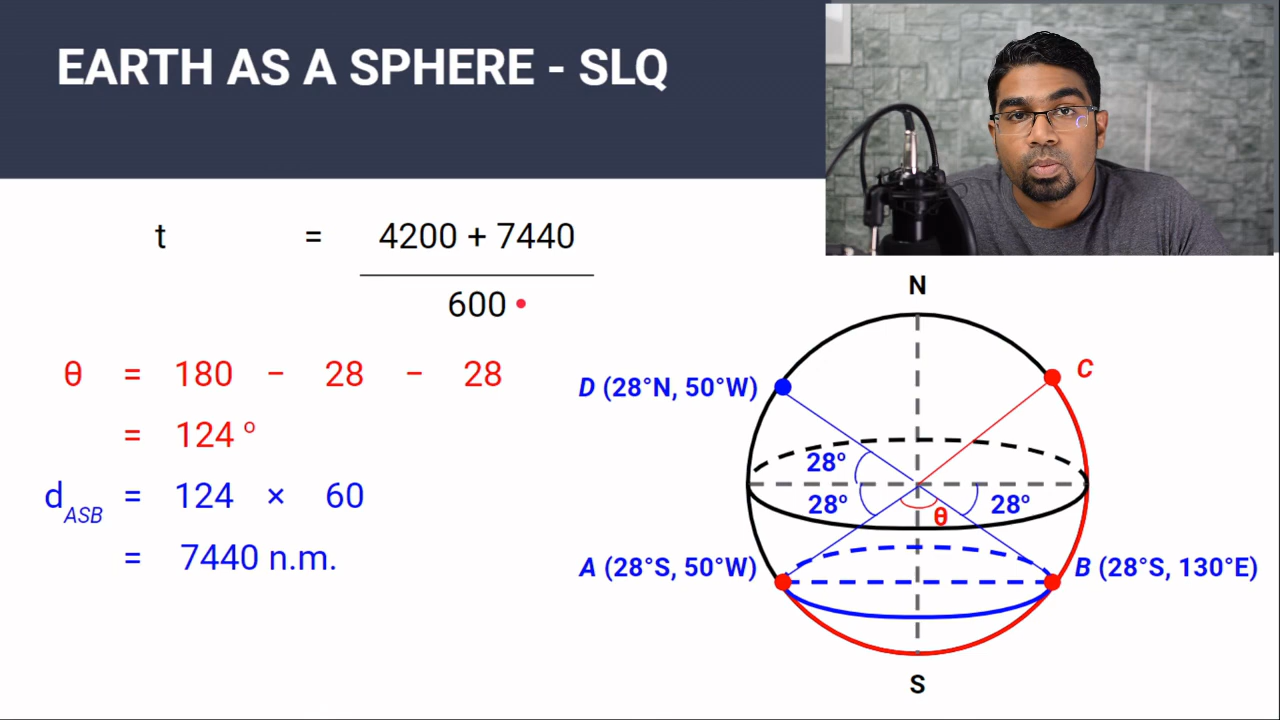 EARTH AS A SPHERE - SLQ
t = 4200 + 7440
600
θ = 180 - 28 - 28
= 124 °
d ASB = 124 × 60
= 7440 n.m.
N
D (28°N, 50°W)
C
28°
28°
θ
28°
A (28°S, 50°W)
B (28°S, 130°E)
S